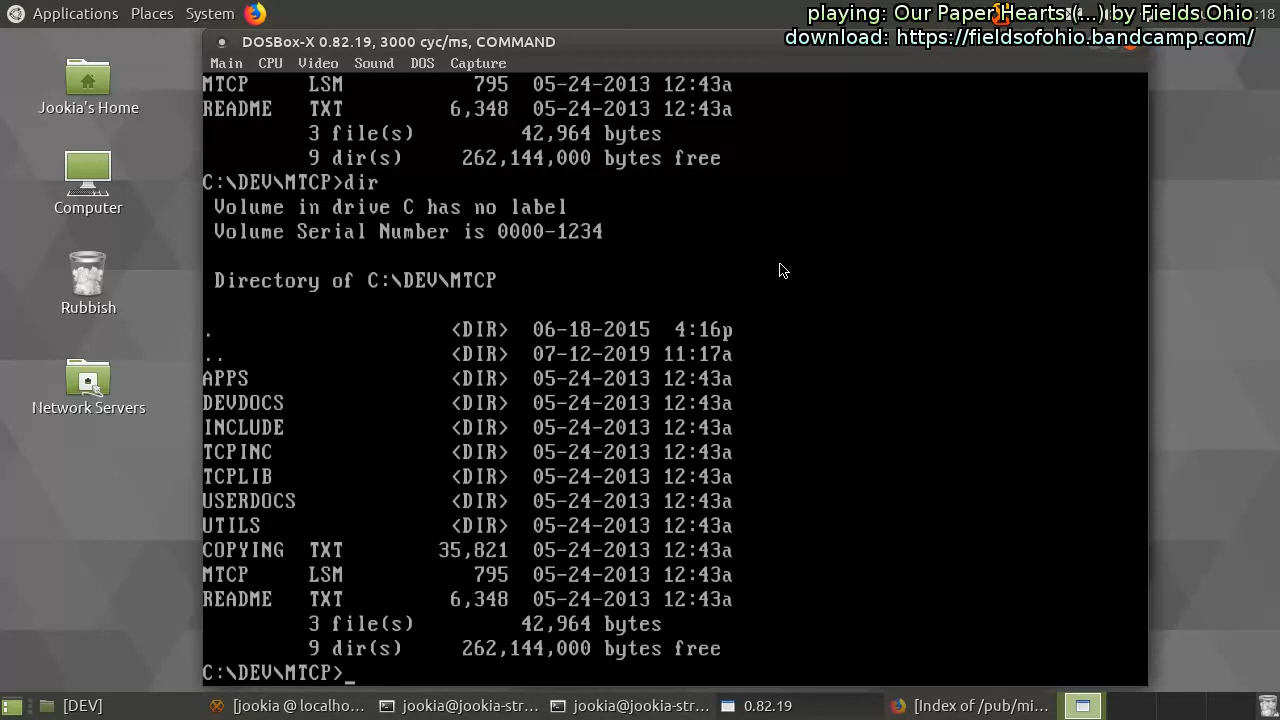 Applications Places System
playing: Our Paper Hearts(...) by Fields Ohio
:18
download: https://fieldsofohio.bandcamp.com/
DOSBox-X 0.82.19, 3000 cyc/ms, COMMAND
Main CPU Video Sound DOS Capture
MTCP LSM 795 05-24-2013 12:43a
README TXT 6,348 05-24-2013 12:43a
3 file(s) 42,964 bytes
9 dir(s) 262,144,000 bytes free
C:\DEV\MTCP>dir
Volume in drive C has no label
Volume Serial Number is 0000-1234
Directory of C:\DEV\MTCP
. <DIR> 06-18-2015 4:16p
.. <DIR> 07-12-2019 11:17a
APPS <DIR> 05-24-2013 12:43a
DEVDOCS <DIR> 05-24-2013 12:43a
INCLUDE <DIR> 05-24-2013 12:43a
TCPINC <DIR> 05-24-2013 12:43a
TCPLIB <DIR> 05-24-2013 12:43a
USERDOCS <DIR> 05-24-2013 12:43a
UTILS <DIR> 05-24-2013 12:43a
COPYING TXT 35,821 05-24-2013 12:43a
MTCP LSM 795 05-24-2013 12:43a
README TXT 6,348 05-24-2013 12:43a
3 file(s) 42,964 bytes
9 dir(s) 262,144,000 bytes free
C:\DEV\MTCP>_
Jookia's Home
Computer
Rubbish
Network Servers
[DEV] [jookia @ localho... jookia@jookia-str... jookia@jookia-str... 0.82.19 [Index of /pub/mi...